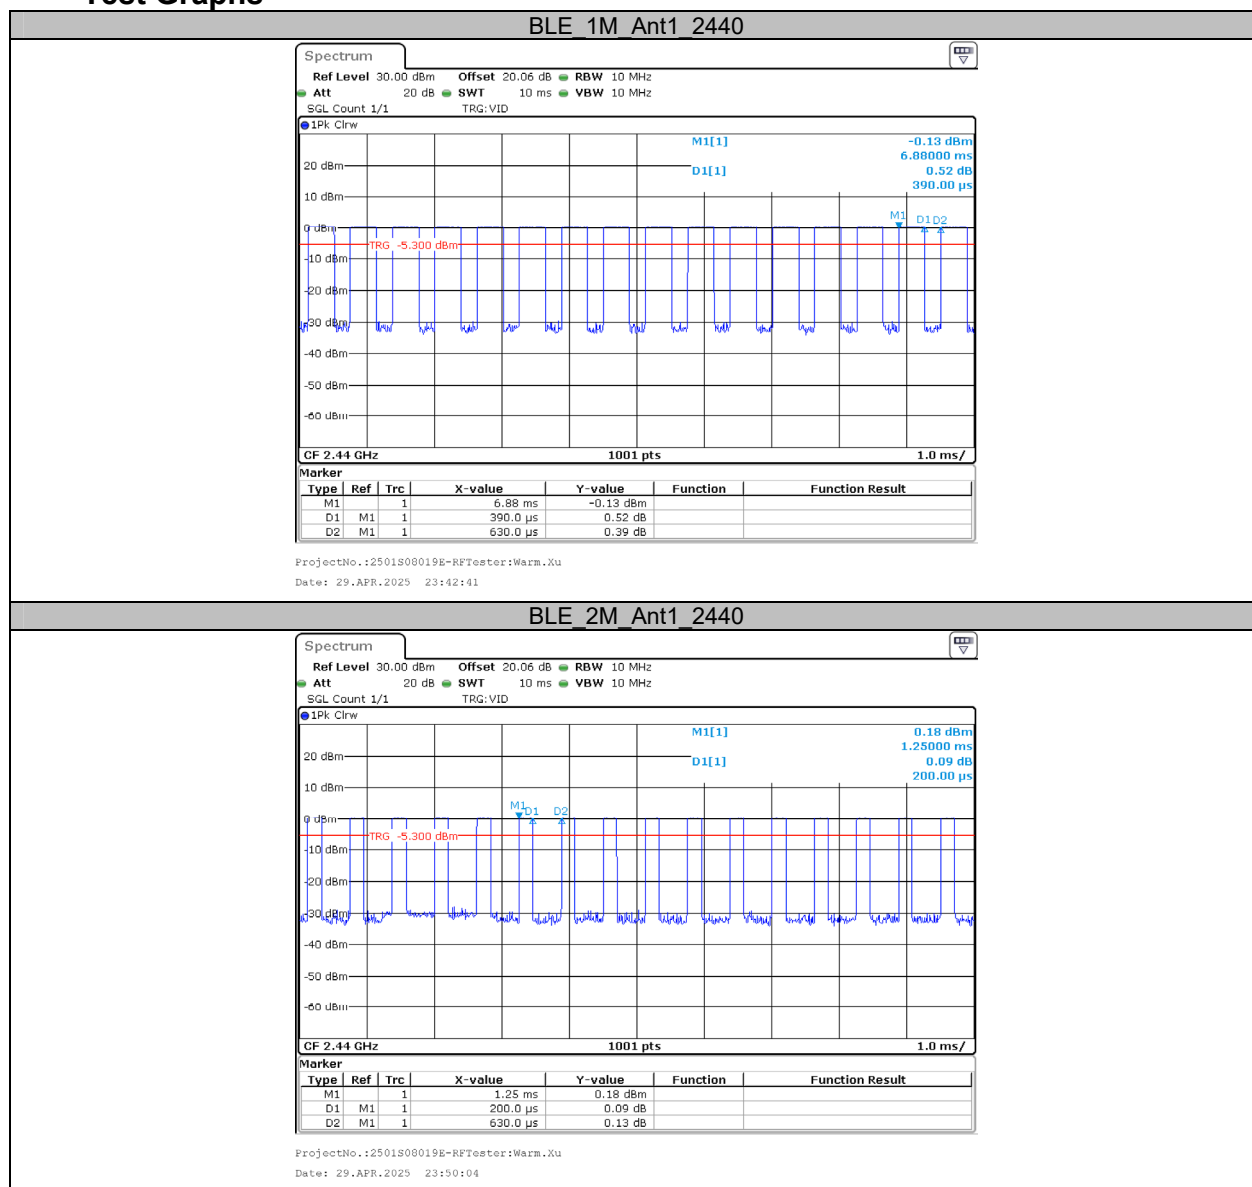 Test Graphs
BLE_1M_Ant1_2440
Spectrum
Ref Level 30.00 dBm Offset 20.06 dB RBW 10 MHz
Att 20 dB SWT 10 ms VBW 10 MHz
SGL Count 1/1 TRG:VID
1Pk Clrw
M1[1] -0.13 dBm
6.88000 ms
20 dBm
D1[1] 0.52 dB
390.00 µs
10 dBm
M1 D1 D2
0 dBm
TRG -5.300 dBm
-10 dBm
-20 dBm
-30 dBm
-40 dBm
-50 dBm
-60 dBm
CF 2.44 GHz 1001 pts 1.0 ms/
Marker
Type Ref Trc X-value Y-value Function Function Result
M1 1 6.88 ms -0.13 dBm
D1 M1 1 390.0 µs 0.52 dB
D2 M1 1 630.0 µs 0.39 dB
ProjectNo.:2501S08019E-RFTester:Warm.Xu
Date: 29.APR.2025 23:42:41
BLE_2M_Ant1_2440
Spectrum
Ref Level 30.00 dBm Offset 20.06 dB RBW 10 MHz
Att 20 dB SWT 10 ms VBW 10 MHz
SGL Count 1/1 TRG:VID
1Pk Clrw
M1[1] 0.18 dBm
1.25000 ms
20 dBm
D1[1] 0.09 dB
200.00 µs
10 dBm
M1 D1 D2
0 dBm
TRG -5.300 dBm
-10 dBm
-20 dBm
-30 dBm
-40 dBm
-50 dBm
-60 dBm
CF 2.44 GHz 1001 pts 1.0 ms/
Marker
Type Ref Trc X-value Y-value Function Function Result
M1 1 1.25 ms 0.18 dBm
D1 M1 1 200.0 µs 0.09 dB
D2 M1 1 630.0 µs 0.13 dB
ProjectNo.:2501S08019E-RFTester:Warm.Xu
Date: 29.APR.2025 23:50:04